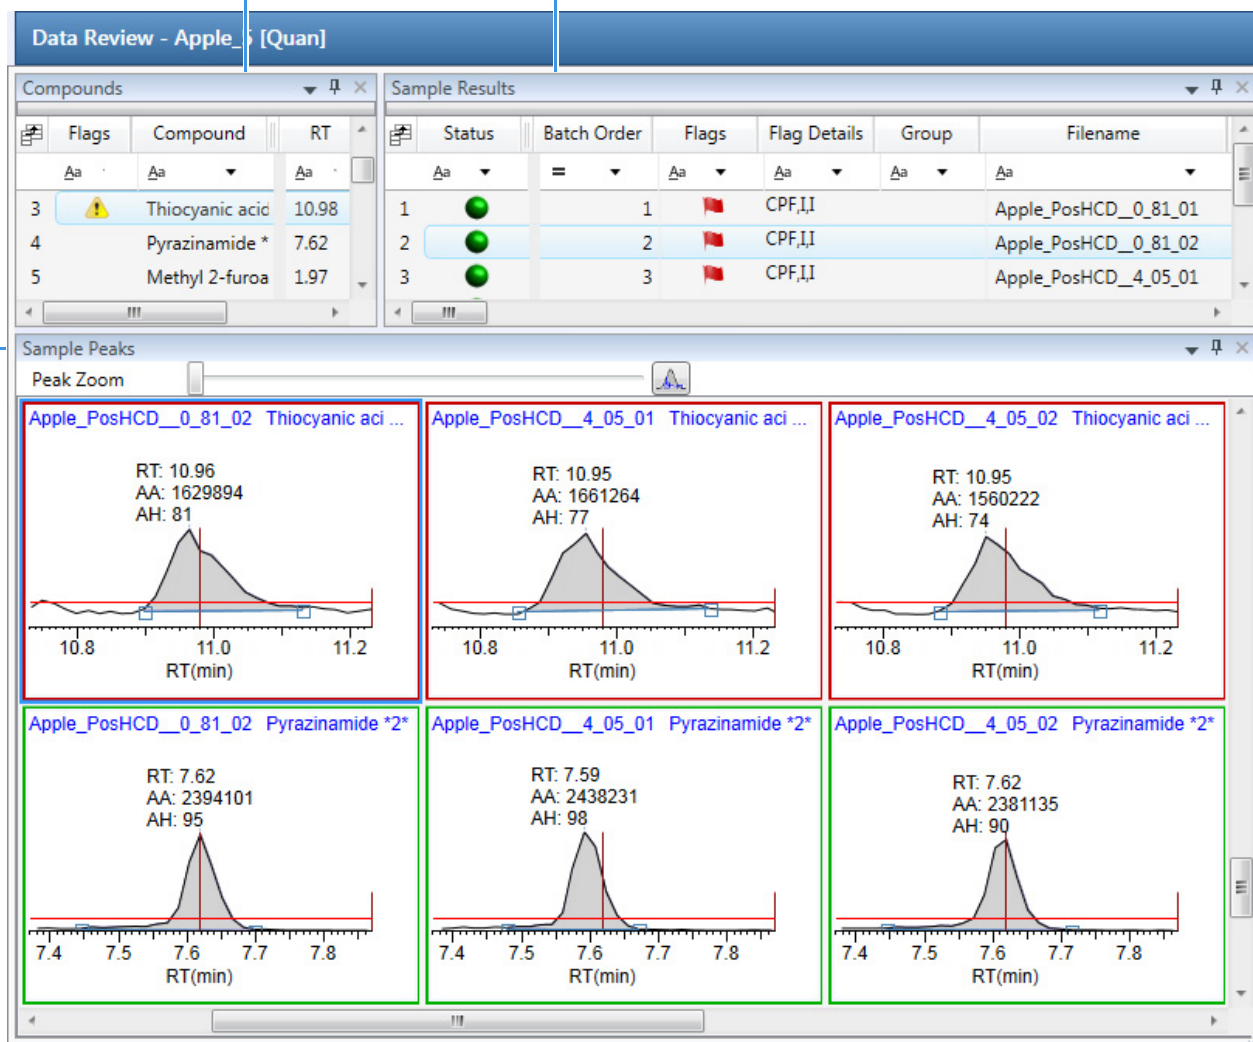 Data Review - Apple_5 [Quan]
Compounds
Flags Compound RT
Aa Aa Aa
3 Thiocyanic acid 10.98
4 Pyrazinamide * 7.62
5 Methyl 2-furoa 1.97
Sample Results
Status Batch Order Flags Flag Details Group Filename
Aa = Aa Aa Aa Aa
1 1 CPF,I,I Apple_PosHCD__0_81_01
2 2 CPF,I,I Apple_PosHCD__0_81_02
3 3 CPF,I,I Apple_PosHCD__4_05_01
Sample Peaks
Peak Zoom
Apple_PosHCD__0_81_02 Thiocyanic aci ...
RT: 10.96
AA: 1629894
AH: 81
10.8 11.0 11.2
RT(min)
Apple_PosHCD__4_05_01 Thiocyanic aci ...
RT: 10.95
AA: 1661264
AH: 77
10.8 11.0 11.2
RT(min)
Apple_PosHCD__4_05_02 Thiocyanic aci ...
RT: 10.95
AA: 1560222
AH: 74
10.8 11.0 11.2
RT(min)
Apple_PosHCD__0_81_02 Pyrazinamide *2*
RT: 7.62
AA: 2394101
AH: 95
7.4 7.5 7.6 7.7 7.8
RT(min)
Apple_PosHCD__4_05_01 Pyrazinamide *2*
RT: 7.59
AA: 2438231
AH: 98
7.4 7.5 7.6 7.7 7.8
RT(min)
Apple_PosHCD__4_05_02 Pyrazinamide *2*
RT: 7.62
AA: 2381135
AH: 90
7.4 7.5 7.6 7.7 7.8
RT(min)